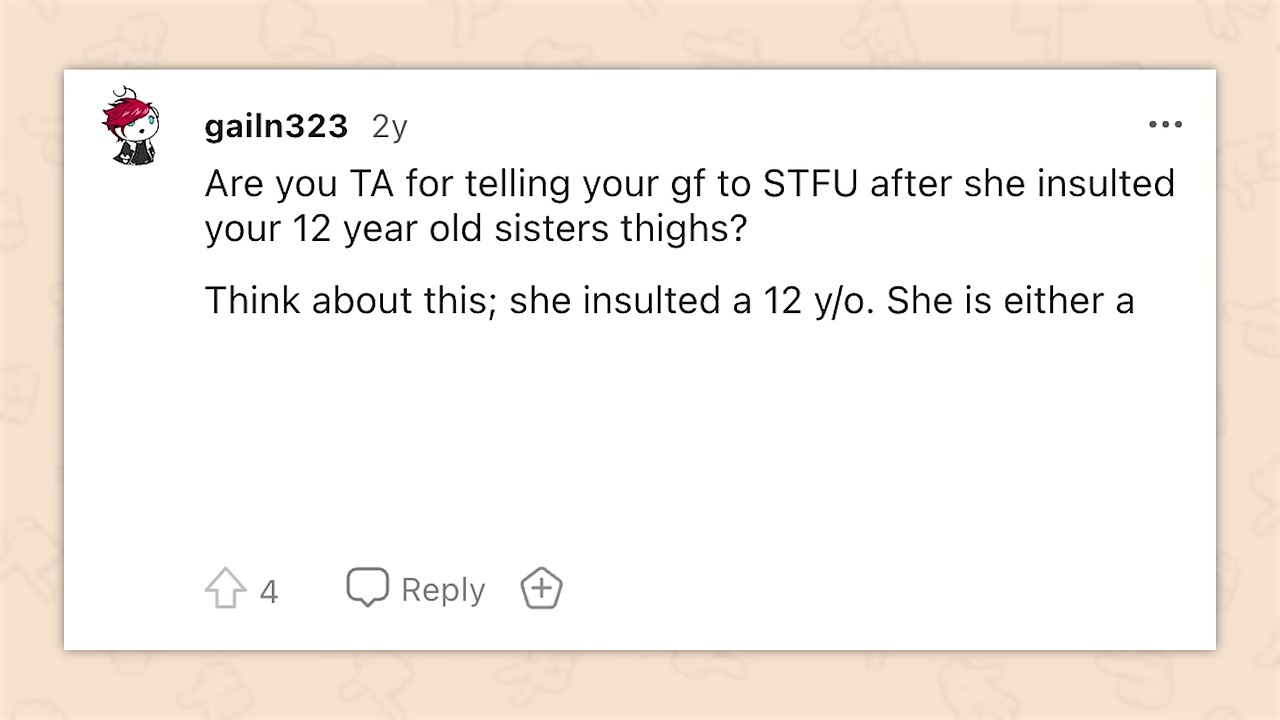 gailn323 2y
Are you TA for telling your gf to STFU after she insulted
your 12 year old sisters thighs?
Think about this; she insulted a 12 y/o. She is either a
4 Reply